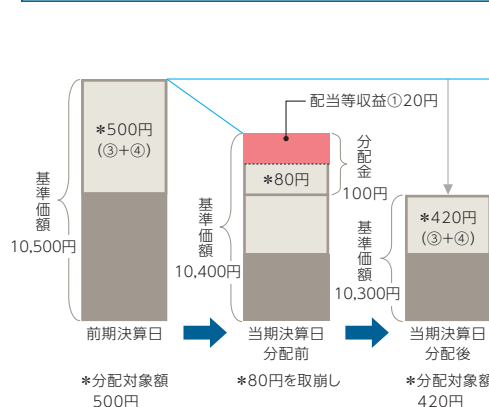 *500円
(③+④)
基準価額
10,500円
前期決算日
*分配対象額
500円
配当等収益①20円
*80円
分配金
100円
基準価額
10,400円
当期決算日
分配前
*80円を取崩し
*420円
(③+④)
基準価額
10,300円
当期決算日
分配後
*分配対象額
420円